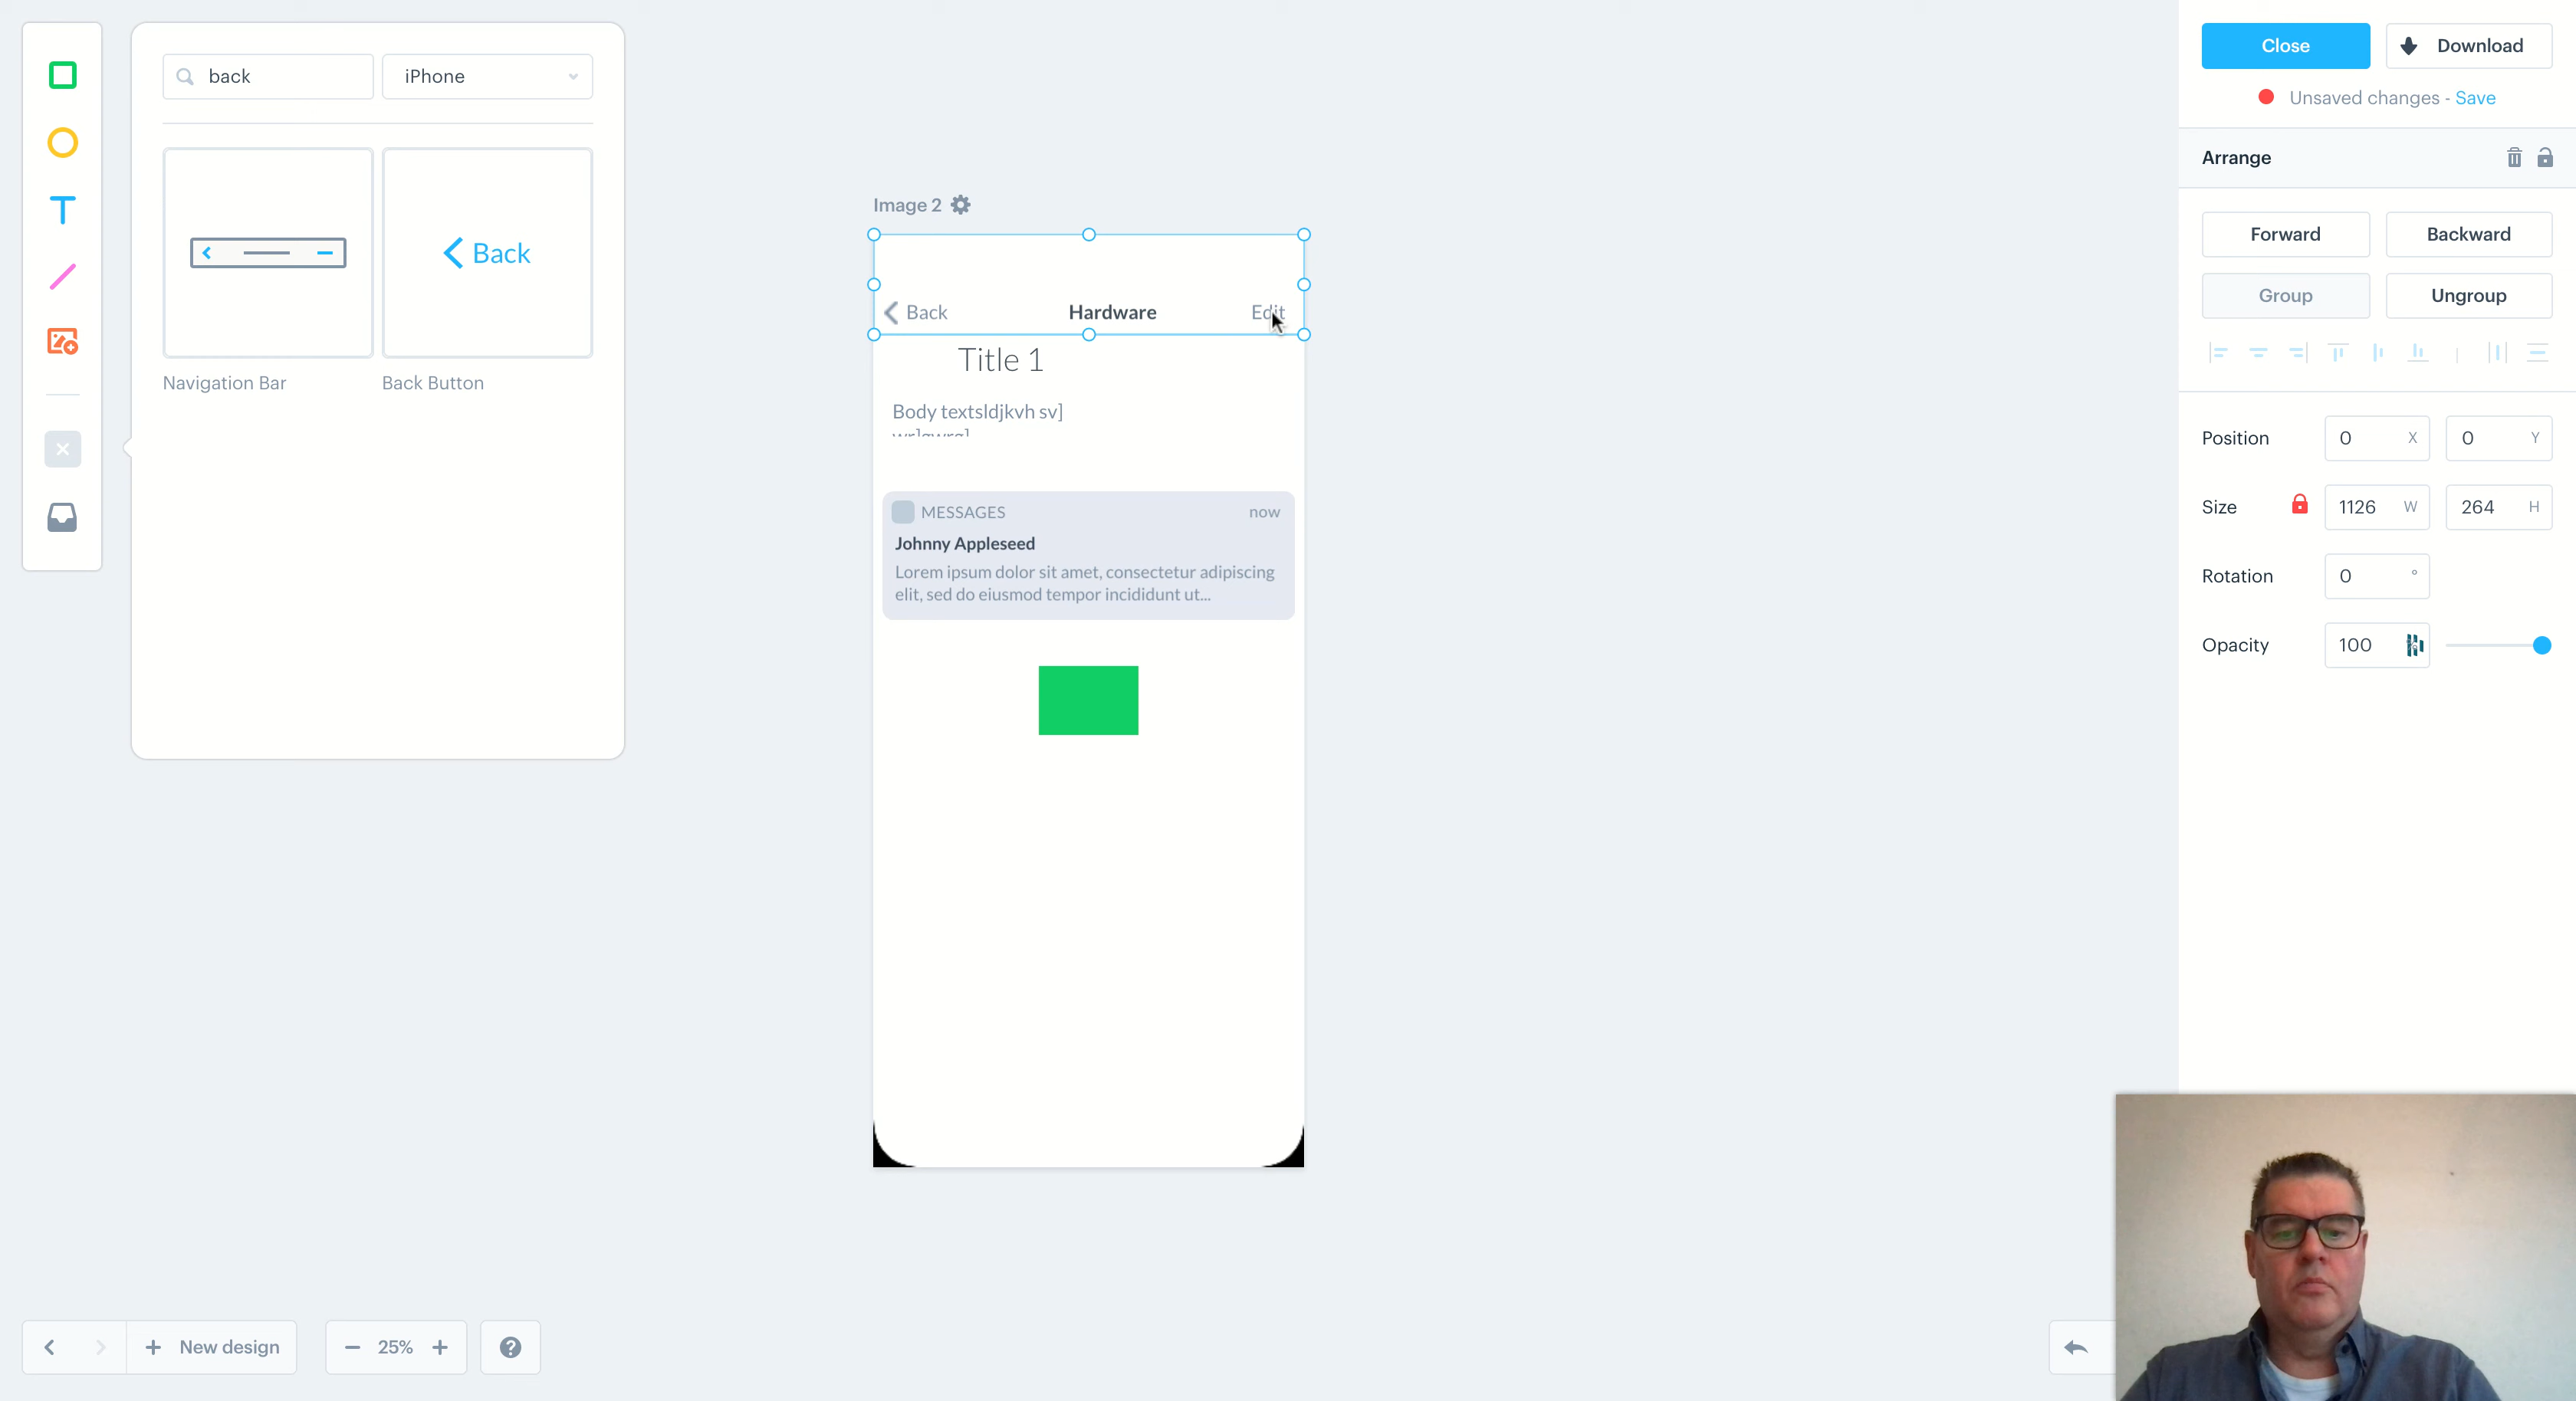 back
iPhone
Back
Navigation Bar
Back Button
Image 2
Back
Hardware
Edit
Title 1
Body textsldjkvh sv]
MESSAGES
now
Johnny Appleseed
Lorem ipsum dolor sit amet, consectetur adipiscing
elit, sed do eiusmod tempor incididunt ut...
Close
Download
Unsaved changes - Save
Arrange
Forward
Backward
Group
Ungroup
Position
0 X
0 Y
Size
1126 W
264 H
Rotation
0 °
Opacity
100
New design
25%